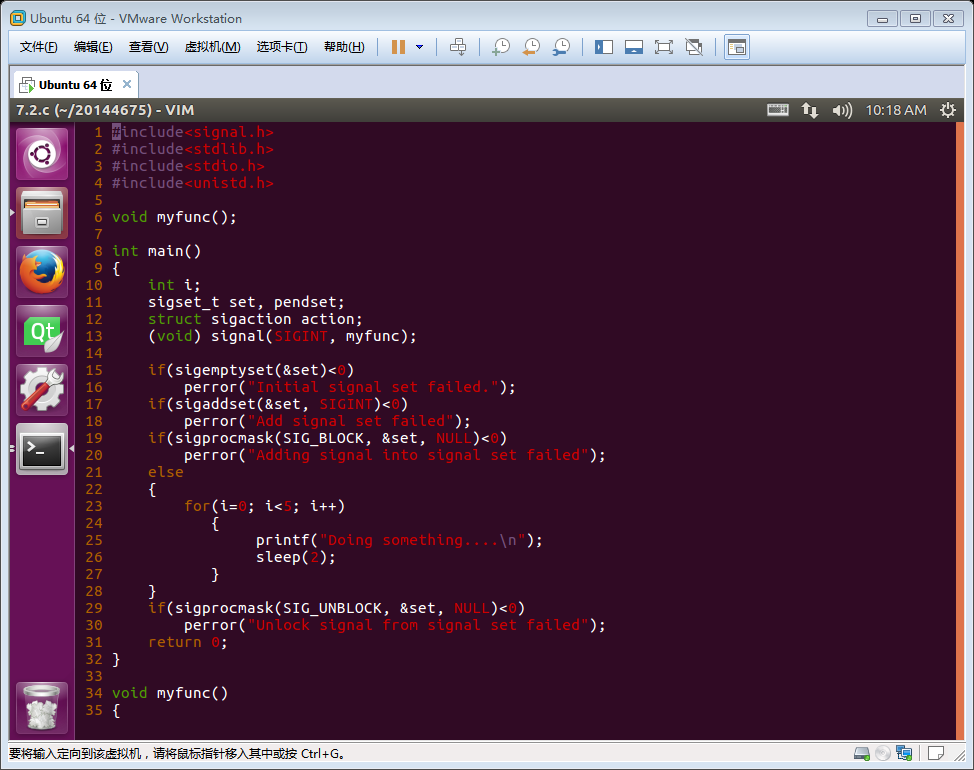 Ubuntu 64 位 - VMware Workstation
文件(F) 编辑(E) 查看(V) 虚拟机(M) 选项卡(T) 帮助(H)
Ubuntu 64 位
7.2.c (~/20144675) - VIM 10:18 AM
1 #include<signal.h>
2 #include<stdlib.h>
3 #include<stdio.h>
4 #include<unistd.h>
5
6 void myfunc();
7
8 int main()
9 {
10     int i;
11     sigset_t set, pendset;
12     struct sigaction action;
13     (void) signal(SIGINT, myfunc);
14
15     if(sigemptyset(&set)<0)
16         perror("Initial signal set failed.");
17     if(sigaddset(&set, SIGINT)<0)
18         perror("Add signal set failed");
19     if(sigprocmask(SIG_BLOCK, &set, NULL)<0)
20         perror("Adding signal into signal set failed");
21     else
22     {
23         for(i=0; i<5; i++)
24            {
25                 printf("Doing something....\n");
26                 sleep(2);
27            }
28     }
29     if(sigprocmask(SIG_UNBLOCK, &set, NULL)<0)
30         perror("Unlock signal from signal set failed");
31     return 0;
32 }
33
34 void myfunc()
35 {
Qt
>_
要将输入定向到该虚拟机，请将鼠标指针移入其中或按 Ctrl+G。